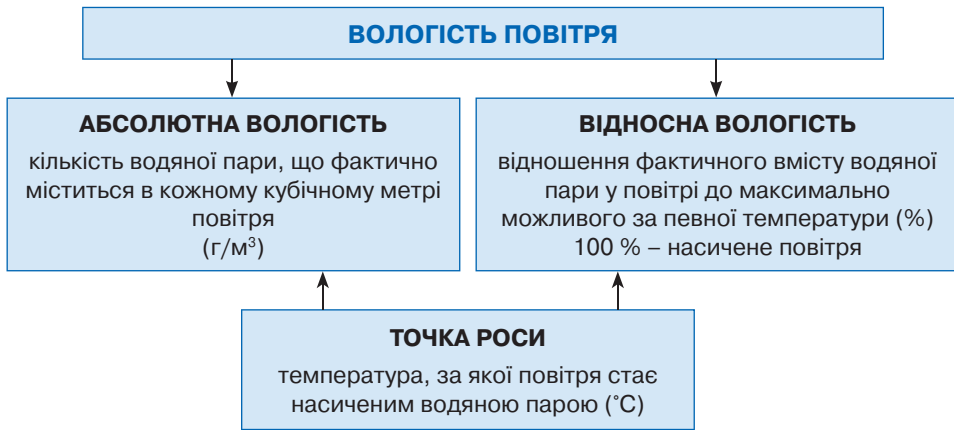 ВОЛОГІСТЬ ПОВІТРЯ
АБСОЛЮТНА ВОЛОГІСТЬ
кількість водяної пари, що фактично
міститься в кожному кубічному метрі
повітря
(г/м³)
ВІДНОСНА ВОЛОГІСТЬ
відношення фактичного вмісту водяної
пари у повітрі до максимально
можливого за певної температури (%)
100 % – насичене повітря
ТОЧКА РОСИ
температура, за якої повітря стає
насиченим водяною парою (˚С)